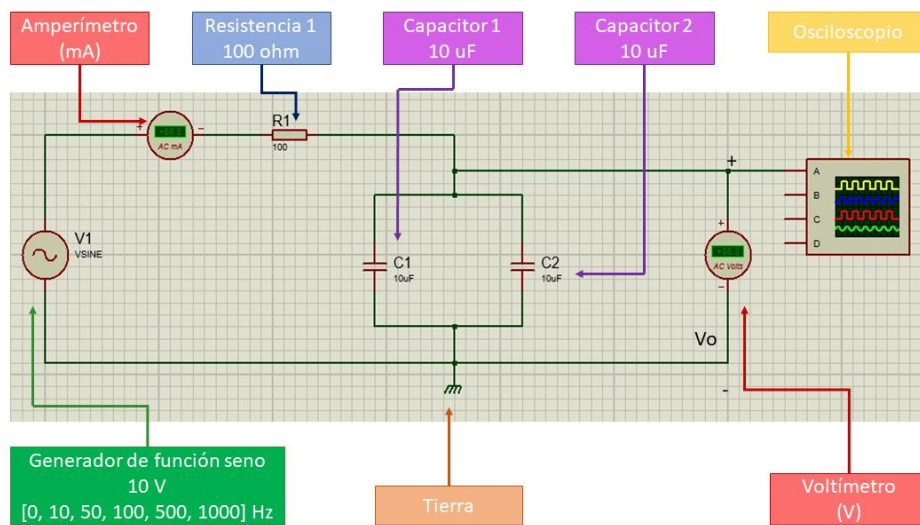 Amperímetro
(mA)
Resistencia 1
100 ohm
Capacitor 1
10 uF
Capacitor 2
10 uF
Osciloscopio
R1
100
+
-
AC mA
+
A
B
C
D
V1
VSINE
C1
10uF
C2
10uF
+
AC Volts
-
Vo
-
Generador de función seno
10 V
[0, 10, 50, 100, 500, 1000] Hz
Tierra
Voltímetro
(V)